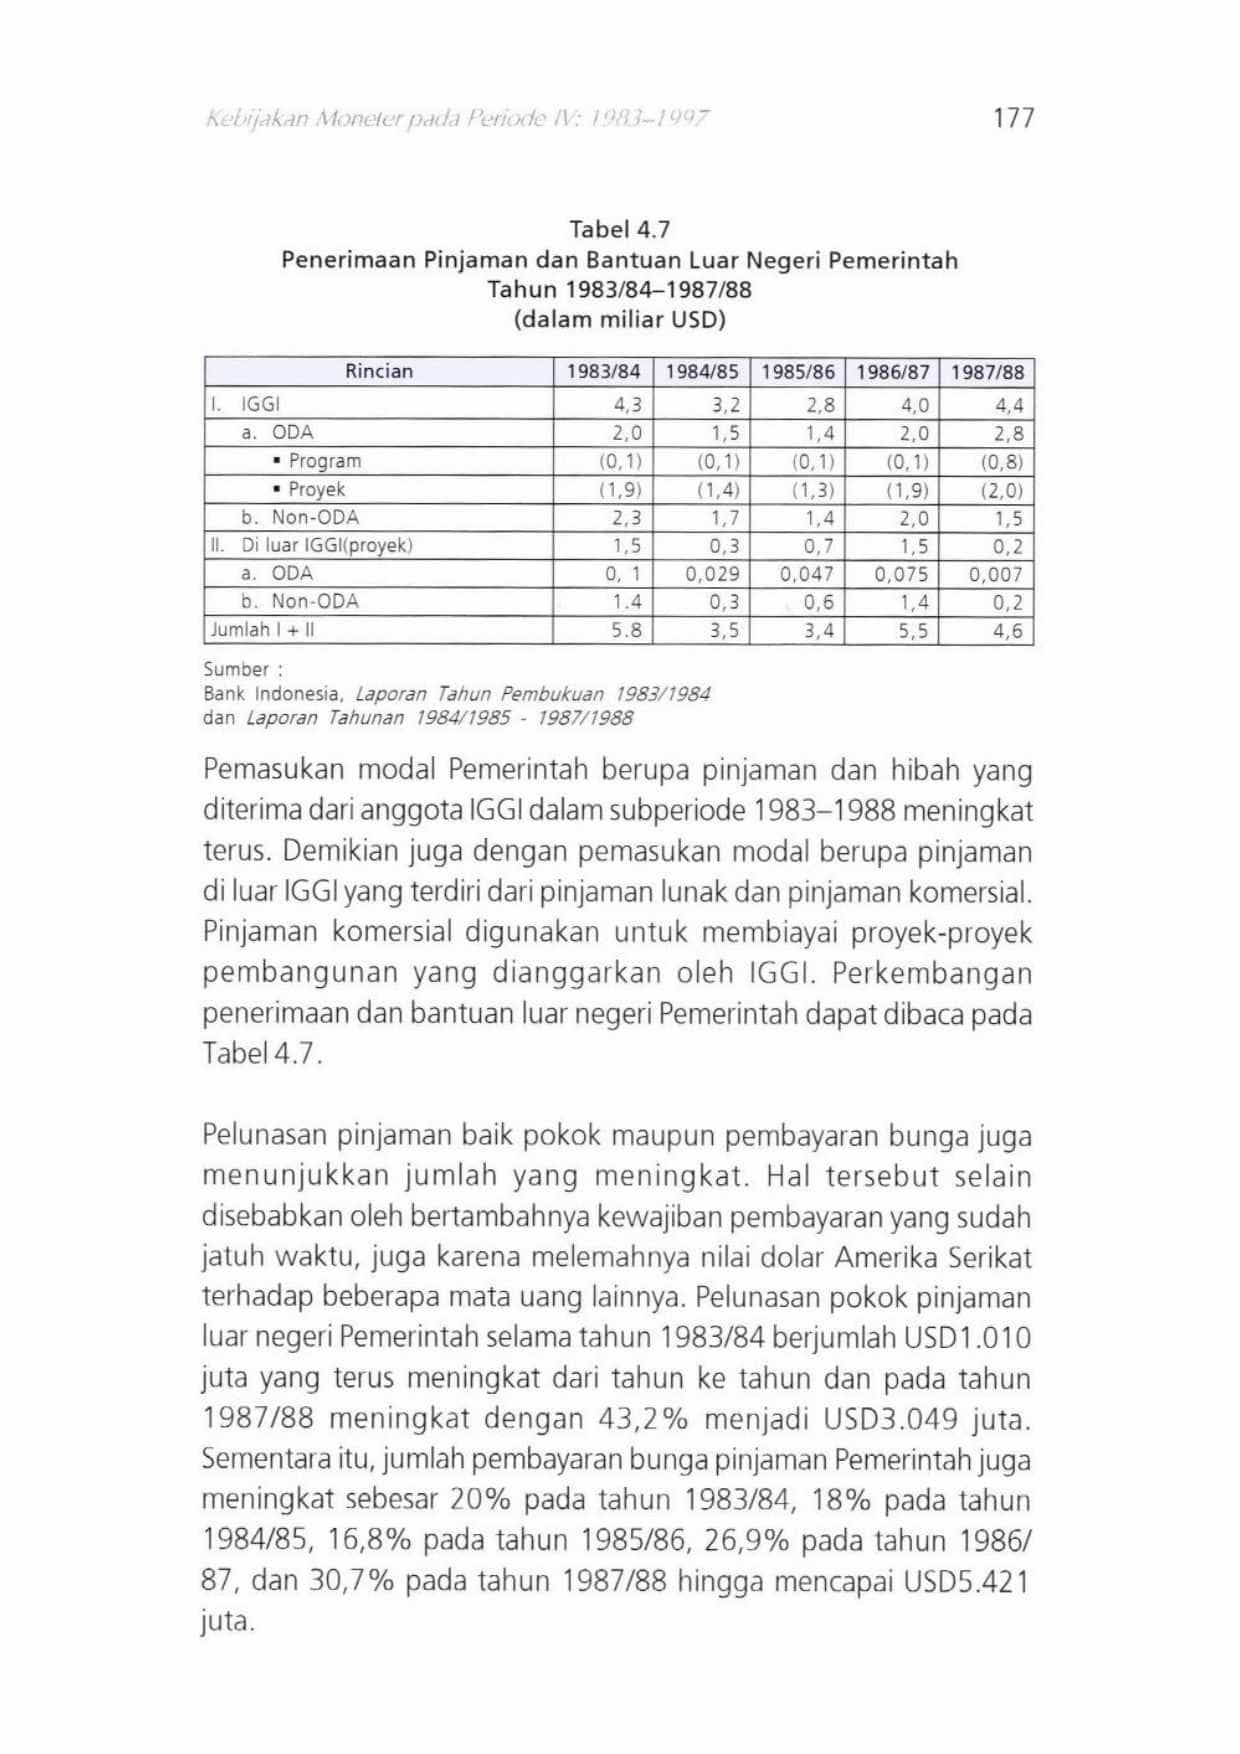 Kebijakan Moneter pada Periode IV: 1983–1997 177
Tabel 4.7
Penerimaan Pinjaman dan Bantuan Luar Negeri Pemerintah
Tahun 1983/84–1987/88
(dalam miliar USD)
Rincian 1983/84 1984/85 1985/86 1986/87 1987/88
I. IGGI 4,3 3,2 2,8 4,0 4,4
a. ODA 2,0 1,5 1,4 2,0 2,8
▪ Program (0,1) (0,1) (0,1) (0,1) (0,8)
▪ Proyek (1,9) (1,4) (1,3) (1,9) (2,0)
b. Non-ODA 2,3 1,7 1,4 2,0 1,5
II. Di luar IGGI(proyek) 1,5 0,3 0,7 1,5 0,2
a. ODA 0, 1 0,029 0,047 0,075 0,007
b. Non-ODA 1.4 0,3 0,6 1,4 0,2
Jumlah I + II 5.8 3,5 3,4 5,5 4,6
Sumber :
Bank Indonesia, Laporan Tahun Pembukuan 1983/1984
dan Laporan Tahunan 1984/1985 - 1987/1988
Pemasukan modal Pemerintah berupa pinjaman dan hibah yang
diterima dari anggota IGGI dalam subperiode 1983–1988 meningkat
terus. Demikian juga dengan pemasukan modal berupa pinjaman
di luar IGGI yang terdiri dari pinjaman lunak dan pinjaman komersial.
Pinjaman komersial digunakan untuk membiayai proyek-proyek
pembangunan yang dianggarkan oleh IGGI. Perkembangan
penerimaan dan bantuan luar negeri Pemerintah dapat dibaca pada
Tabel 4.7.
Pelunasan pinjaman baik pokok maupun pembayaran bunga juga
menunjukkan jumlah yang meningkat. Hal tersebut selain
disebabkan oleh bertambahnya kewajiban pembayaran yang sudah
jatuh waktu, juga karena melemahnya nilai dolar Amerika Serikat
terhadap beberapa mata uang lainnya. Pelunasan pokok pinjaman
luar negeri Pemerintah selama tahun 1983/84 berjumlah USD1.010
juta yang terus meningkat dari tahun ke tahun dan pada tahun
1987/88 meningkat dengan 43,2% menjadi USD3.049 juta.
Sementara itu, jumlah pembayaran bunga pinjaman Pemerintah juga
meningkat sebesar 20% pada tahun 1983/84, 18% pada tahun
1984/85, 16,8% pada tahun 1985/86, 26,9% pada tahun 1986/
87, dan 30,7% pada tahun 1987/88 hingga mencapai USD5.421
juta.